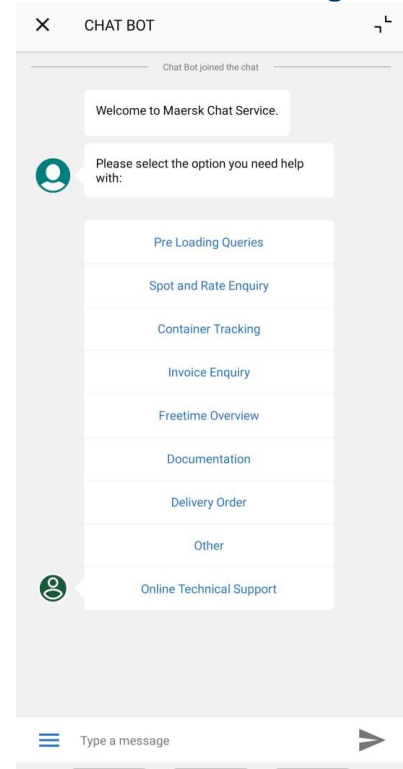 CHAT BOT
Chat Bot joined the chat
Welcome to Maersk Chat Service.
Please select the option you need help
with:
Pre Loading Queries
Spot and Rate Enquiry
Container Tracking
Invoice Enquiry
Freetime Overview
Documentation
Delivery Order
Other
Online Technical Support
Type a message